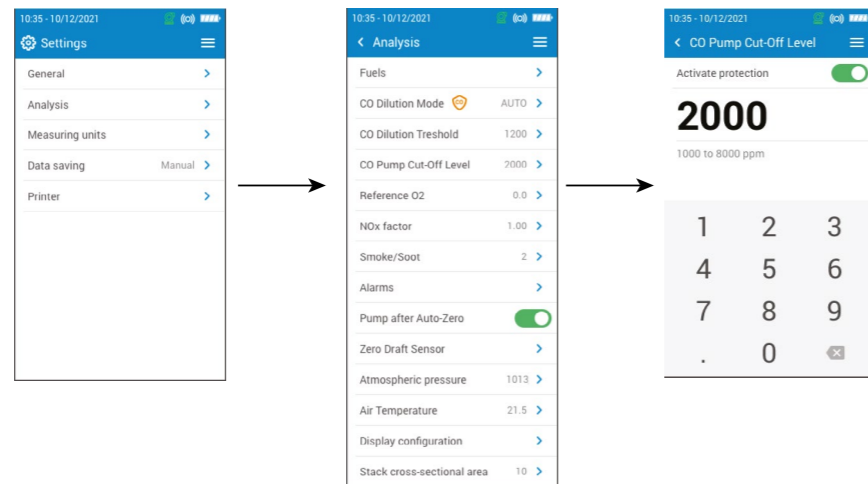 10:35 - 10/12/2021
Settings
General
Analysis
Measuring units
Data saving Manual
Printer
10:35 - 10/12/2021
Analysis
Fuels
CO Dilution Mode CO AUTO
CO Dilution Treshold 1200
CO Pump Cut-Off Level 2000
Reference O2 0.0
NOx factor 1.00
Smoke/Soot 2
Alarms
Pump after Auto-Zero
Zero Draft Sensor
Atmospheric pressure 1013
Air Temperature 21.5
Display configuration
Stack cross-sectional area 10
10:35 - 10/12/2021
CO Pump Cut-Off Level
Activate protection
2000
1000 to 8000 ppm
1 2 3
4 5 6
7 8 9
. 0